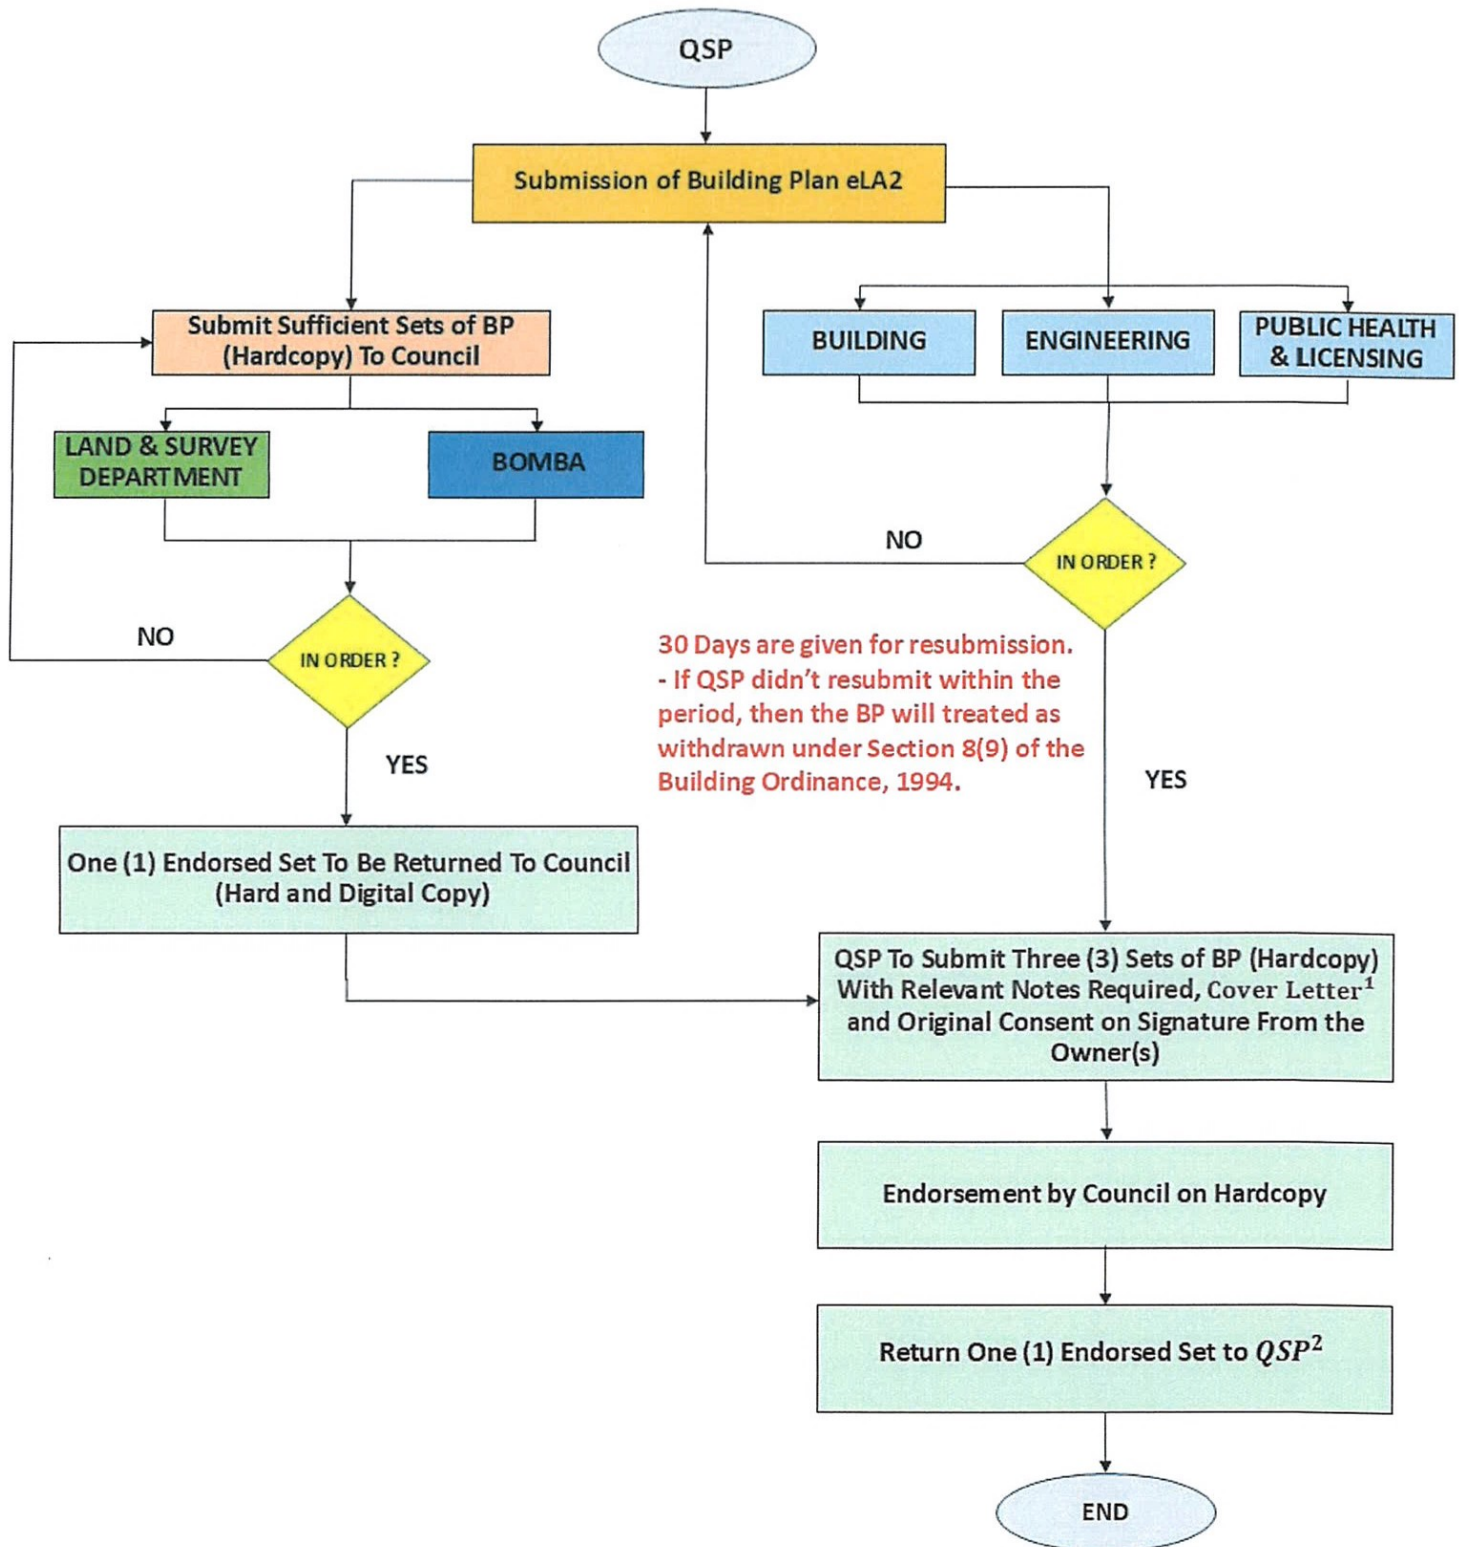 QSP
Submission of Building Plan eLA2
Submit Sufficient Sets of BP
(Hardcopy) To Council
BUILDING
ENGINEERING
PUBLIC HEALTH
& LICENSING
LAND & SURVEY
DEPARTMENT
BOMBA
NO
IN ORDER ?
NO
IN ORDER ?
30 Days are given for resubmission.
- If QSP didn't resubmit within the
period, then the BP will treated as
withdrawn under Section 8(9) of the
Building Ordinance, 1994.
YES
YES
One (1) Endorsed Set To Be Returned To Council
(Hard and Digital Copy)
QSP To Submit Three (3) Sets of BP (Hardcopy)
With Relevant Notes Required, Cover Letter¹
and Original Consent on Signature From the
Owner(s)
Endorsement by Council on Hardcopy
Return One (1) Endorsed Set to QSP²
END